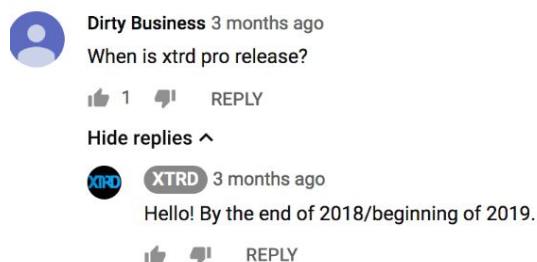 Dirty Business 3 months ago
When is xtrd pro release?
1 REPLY
Hide replies
XTRD XTRD 3 months ago
Hello! By the end of 2018/beginning of 2019.
REPLY